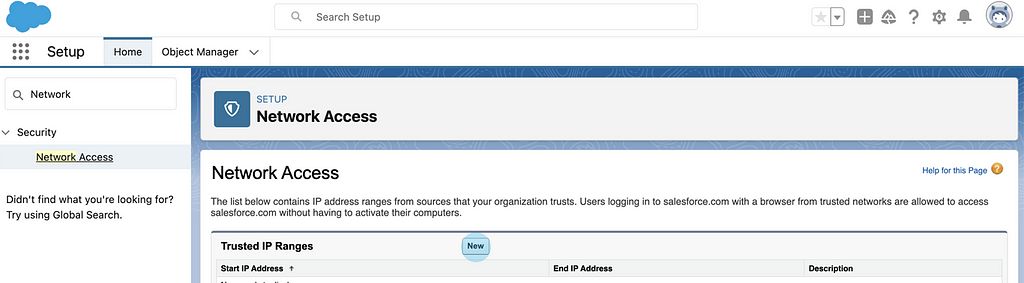 Search Setup
Setup
Home
Object Manager
Network
Security
Network Access
Didn't find what you're looking for?
Try using Global Search.
SETUP
Network Access
Network Access
Help for this Page
The list below contains IP address ranges from sources that your organization trusts. Users logging in to salesforce.com with a browser from trusted networks are allowed to access
salesforce.com without having to activate their computers.
Trusted IP Ranges
New
Start IP Address ↑
End IP Address
Description